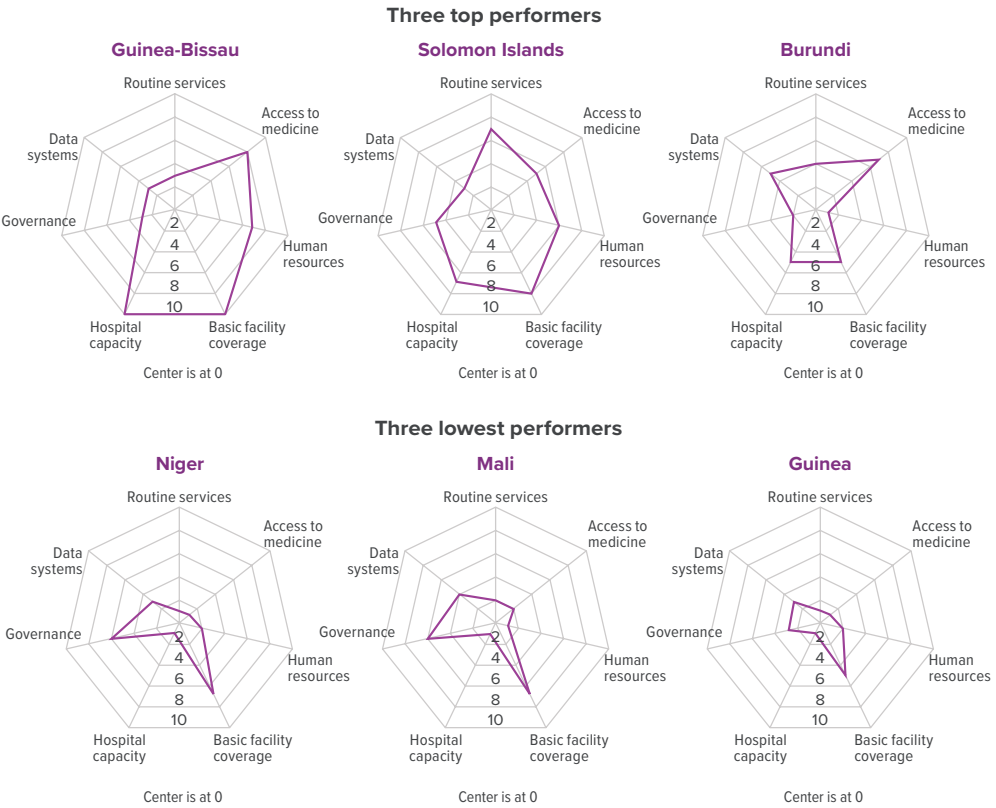 Three top performers
Guinea-Bissau
Routine services
Access to
medicine
Data
systems
Governance
Human
resources
2
4
6
8
10
Hospital
capacity
Basic facility
coverage
Center is at 0
Solomon Islands
Routine services
Access to
medicine
Data
systems
Governance
Human
resources
2
4
6
8
10
Hospital
capacity
Basic facility
coverage
Center is at 0
Burundi
Routine services
Access to
medicine
Data
systems
Governance
Human
resources
2
4
6
8
10
Hospital
capacity
Basic facility
coverage
Center is at 0
Three lowest performers
Niger
Routine services
Access to
medicine
Data
systems
Governance
Human
resources
2
4
6
8
10
Hospital
capacity
Basic facility
coverage
Center is at 0
Mali
Routine services
Access to
medicine
Data
systems
Governance
Human
resources
2
4
6
8
10
Hospital
capacity
Basic facility
coverage
Center is at 0
Guinea
Routine services
Access to
medicine
Data
systems
Governance
Human
resources
2
4
6
8
10
Hospital
capacity
Basic facility
coverage
Center is at 0